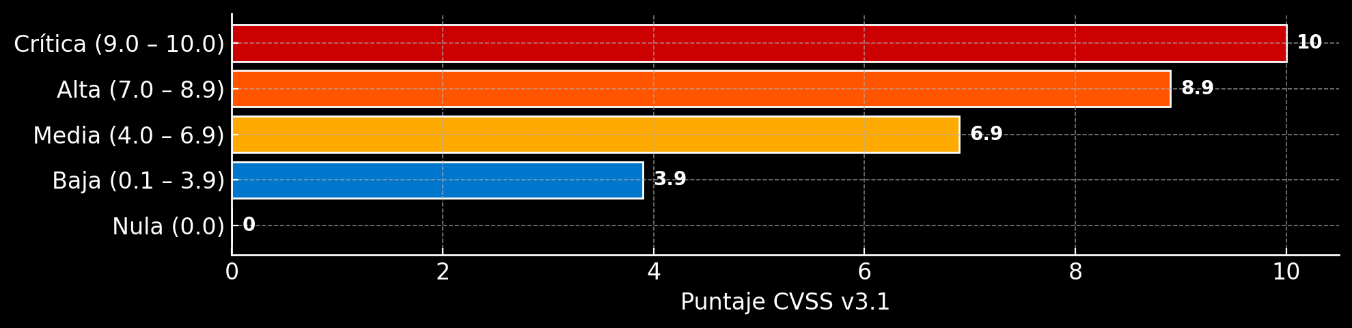 Crítica (9.0 – 10.0)
10
Alta (7.0 – 8.9)
8.9
Media (4.0 – 6.9)
6.9
Baja (0.1 – 3.9)
3.9
Nula (0.0)
0
0 2 4 6 8 10
Puntaje CVSS v3.1